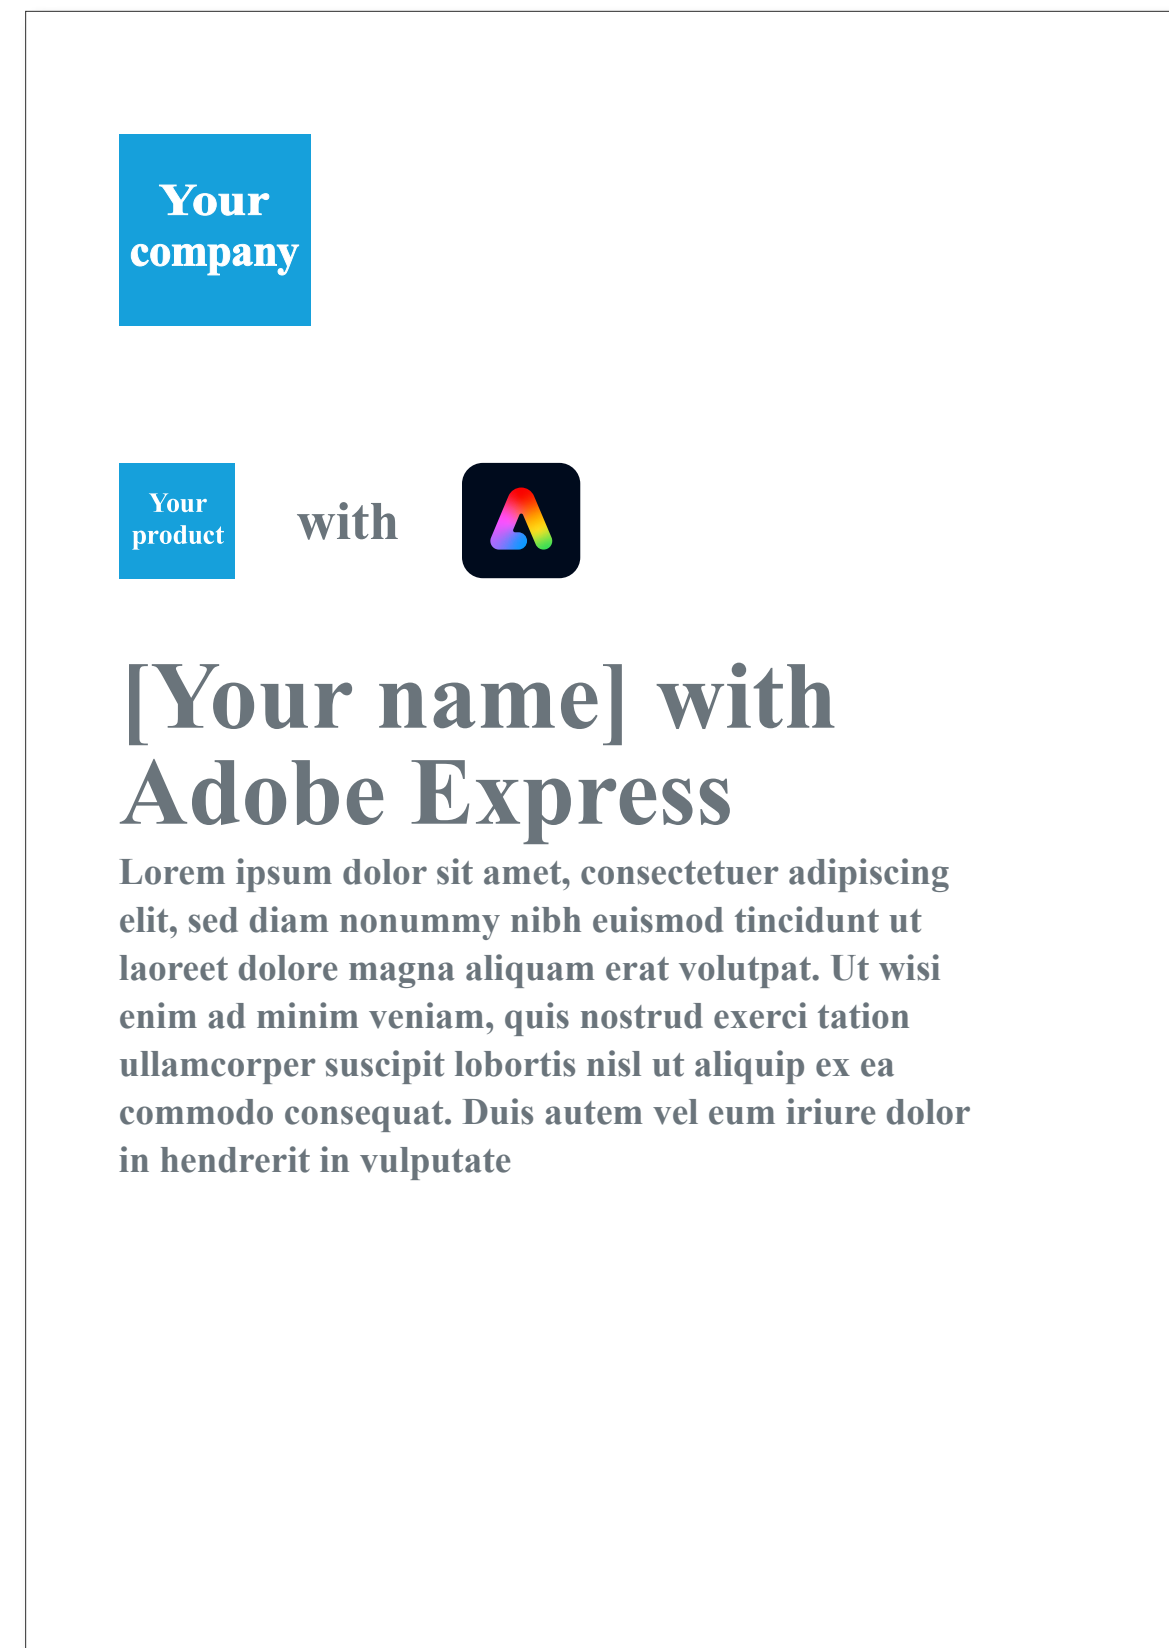 Your
company
Your
product
with
[Your name] with
Adobe Express
Lorem ipsum dolor sit amet, consectetuer adipiscing
elit, sed diam nonummy nibh euismod tincidunt ut
laoreet dolore magna aliquam erat volutpat. Ut wisi
enim ad minim veniam, quis nostrud exerci tation
ullamcorper suscipit lobortis nisl ut aliquip ex ea
commodo consequat. Duis autem vel eum iriure dolor
in hendrerit in vulputate